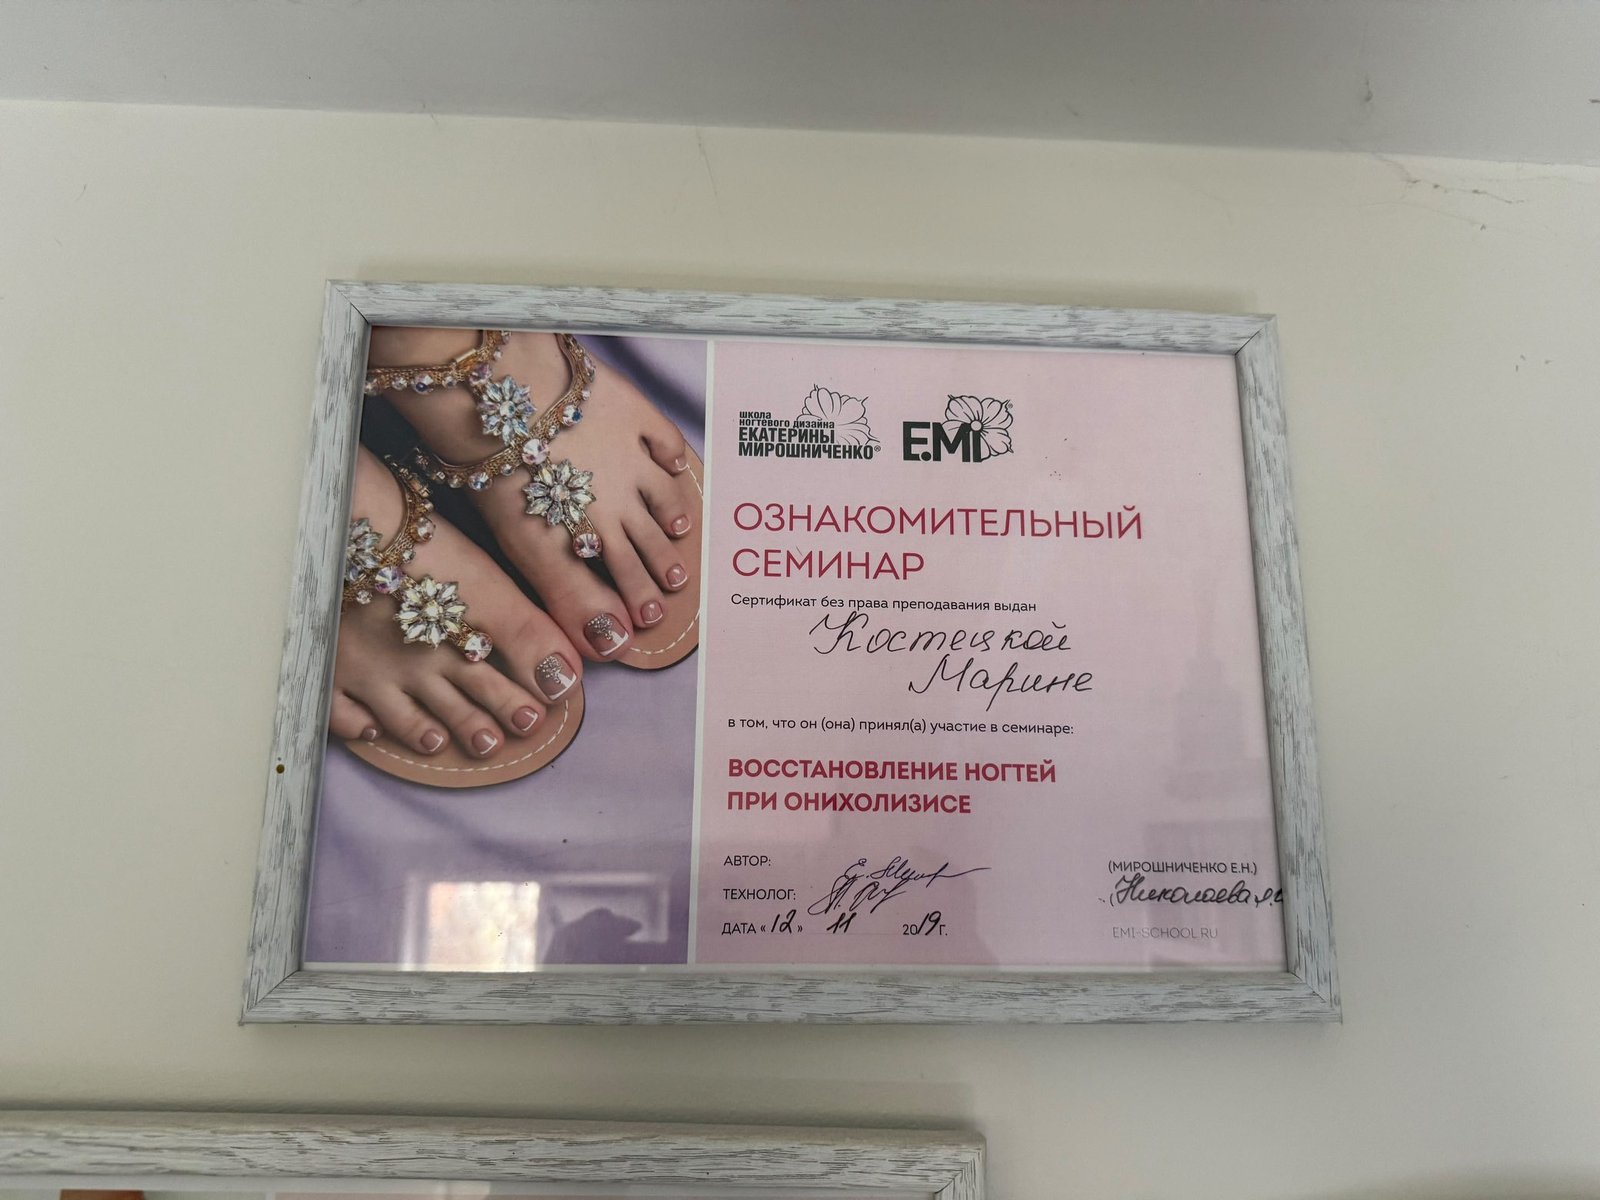 школа
ногтевого дизайна
ЕКАТЕРИНЫ
МИРОШНИЧЕНКО®
E.Mi®
ОЗНАКОМИТЕЛЬНЫЙ
СЕМИНАР
Сертификат без права преподавания выдан
Костецкой
Марине
в том, что он (она) принял(а) участие в семинаре:
ВОССТАНОВЛЕНИЕ НОГТЕЙ
ПРИ ОНИХОЛИЗИСЕ
АВТОР: (МИРОШНИЧЕНКО Е.Н.)
ТЕХНОЛОГ: (Николаева
ДАТА «12» 11 2019г.
EMI-SCHOOL.RU